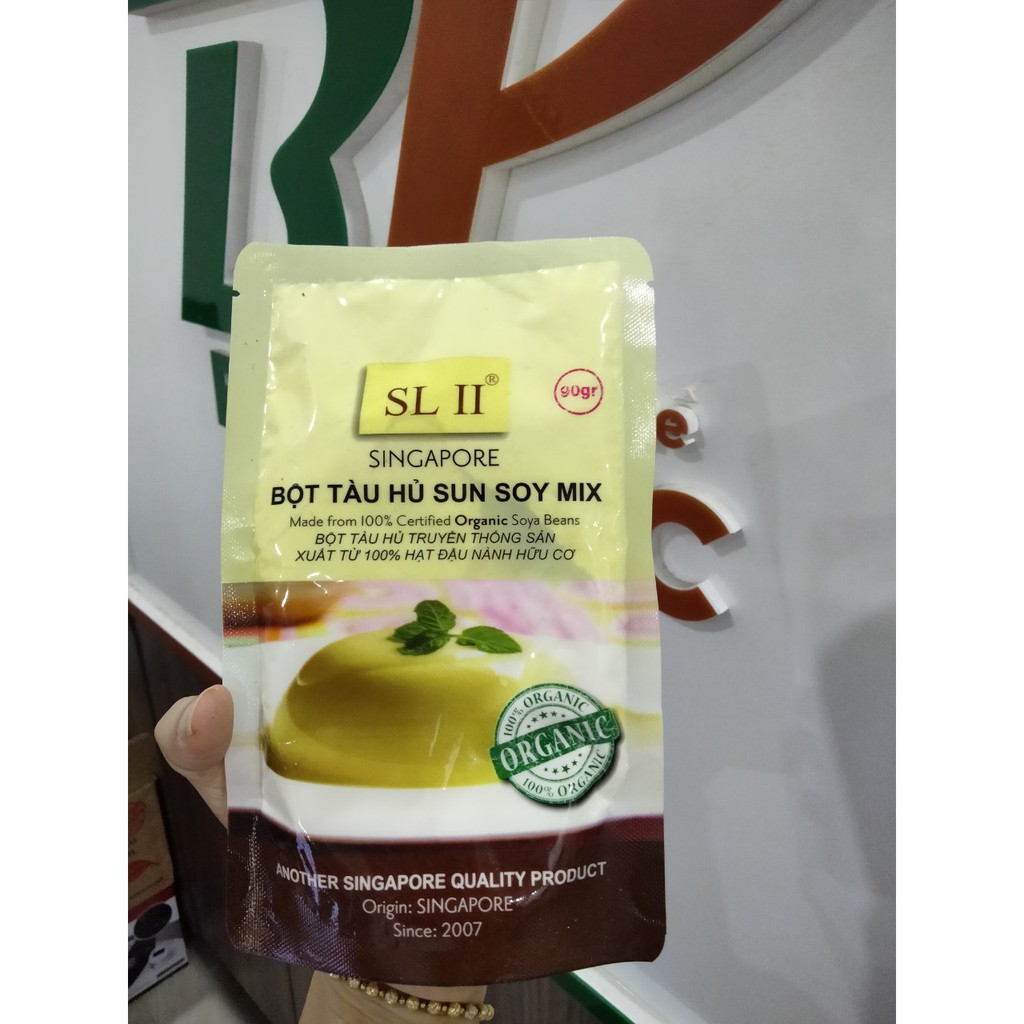 BP
SL II®
90gr
SINGAPORE
BỘT TÀU HỦ SUN SOY MIX
Made from 100% Certified Organic Soya Beans
BỘT TÀU HỦ TRUYỀN THỐNG SẢN
XUẤT TỪ 100% HẠT ĐẬU NÀNH HỮU CƠ
100% ORGANIC
ORGANIC
100% ORGANIC
ANOTHER SINGAPORE QUALITY PRODUCT
Origin: SINGAPORE
Since: 2007